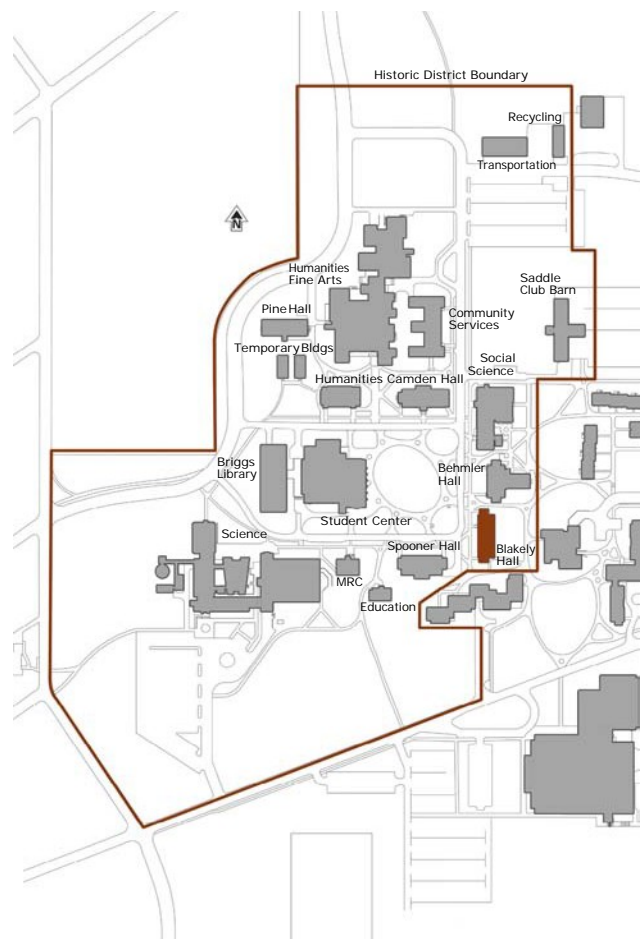 Historic District Boundary
Recycling
Transportation
N
Humanities
Fine Arts
Saddle
Club Barn
Pine Hall
Community
Services
Temporary Bldgs
Social
Science
Humanities Camden Hall
Briggs
Library
Behmler
Hall
Student Center
Science
Spooner Hall
Blakely
Hall
MRC
Education